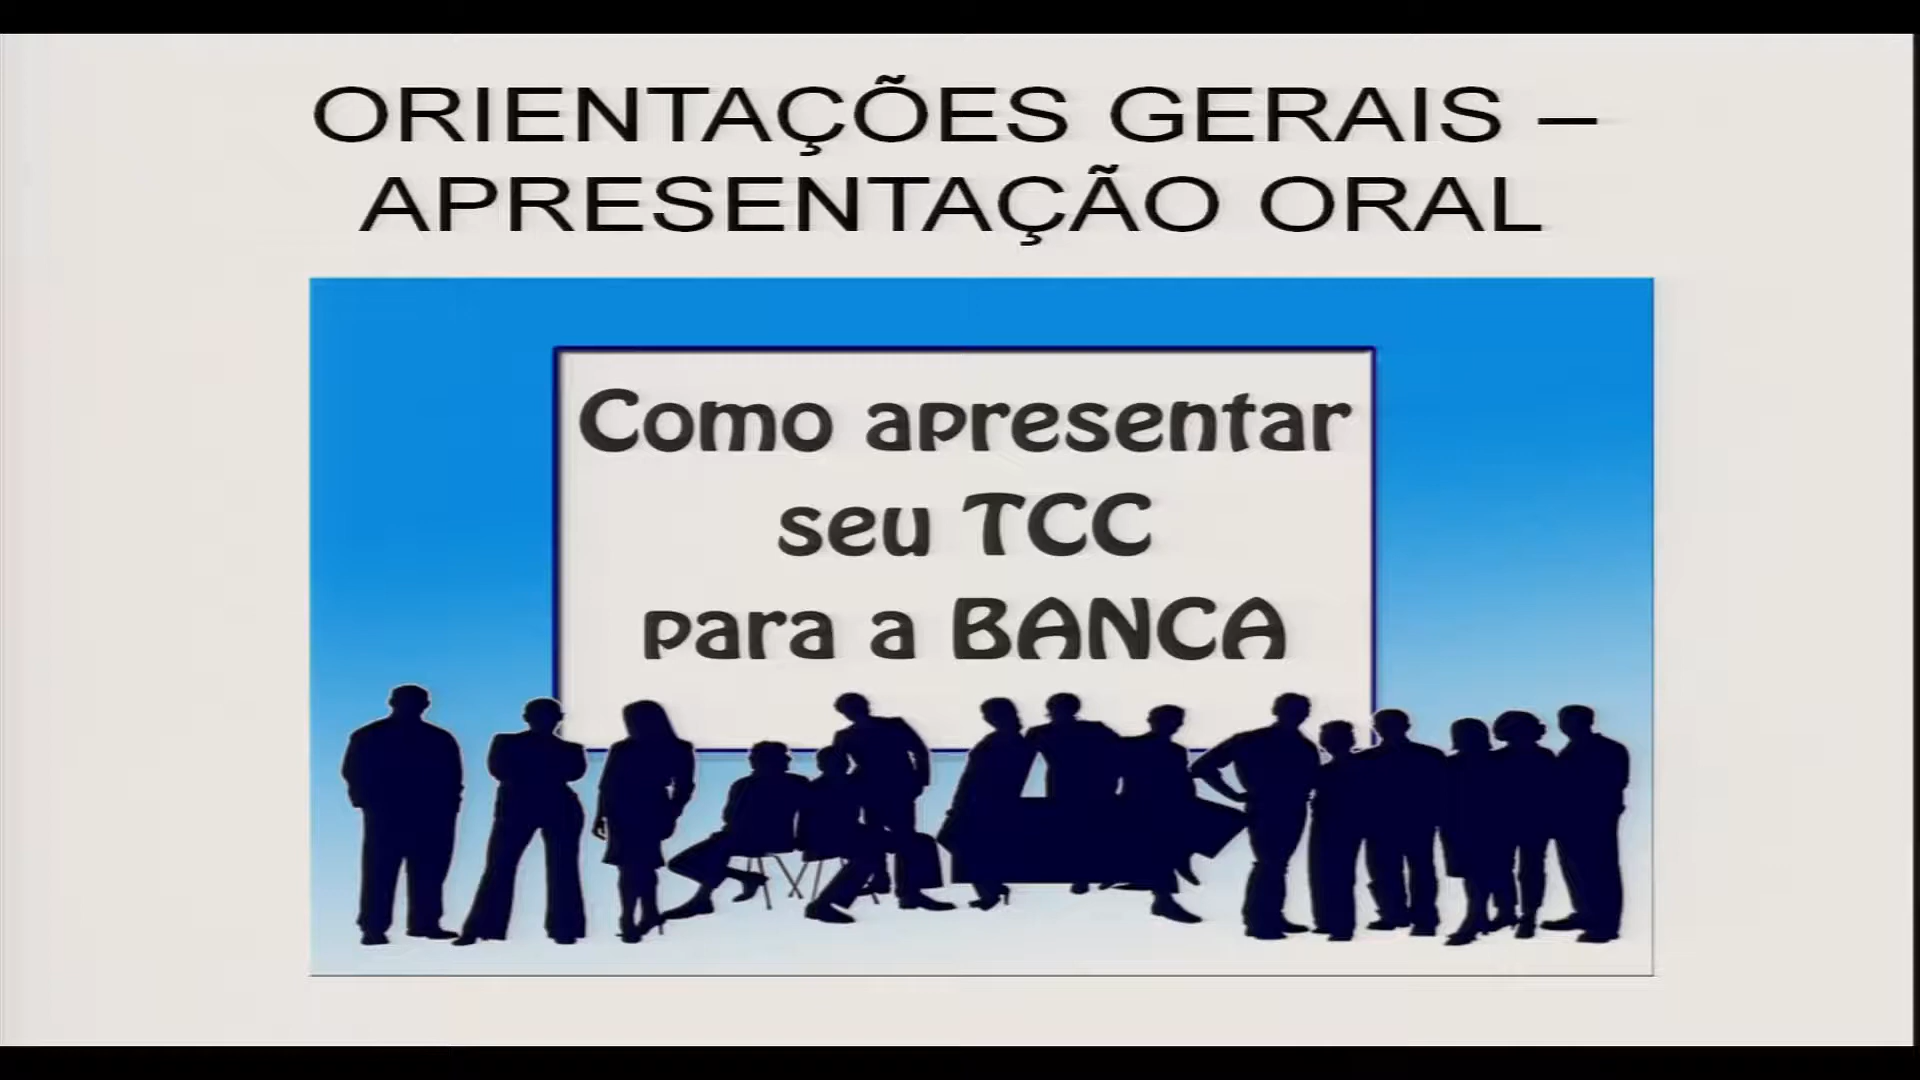 ORIENTAÇÕES GERAIS –
APRESENTAÇÃO ORAL
Como apresentar
seu TCC
para a BANCA